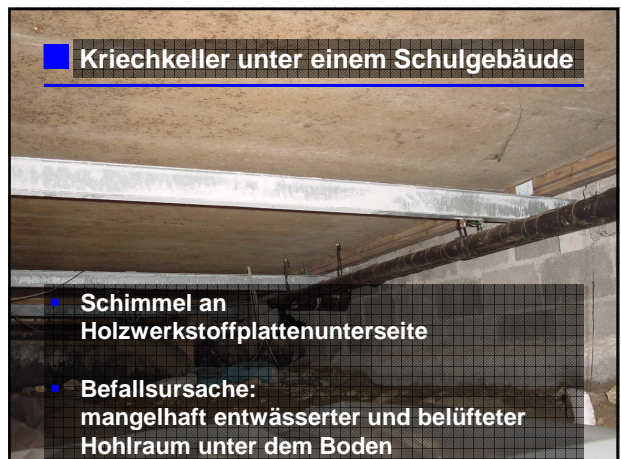 Kriechkeller unter einem Schulgebäude
Schimmel an
Holzwerkstoffplattenunterseite
Befallsursache:
mangelhaft entwässerter und belüfteter
Hohlraum unter dem Boden